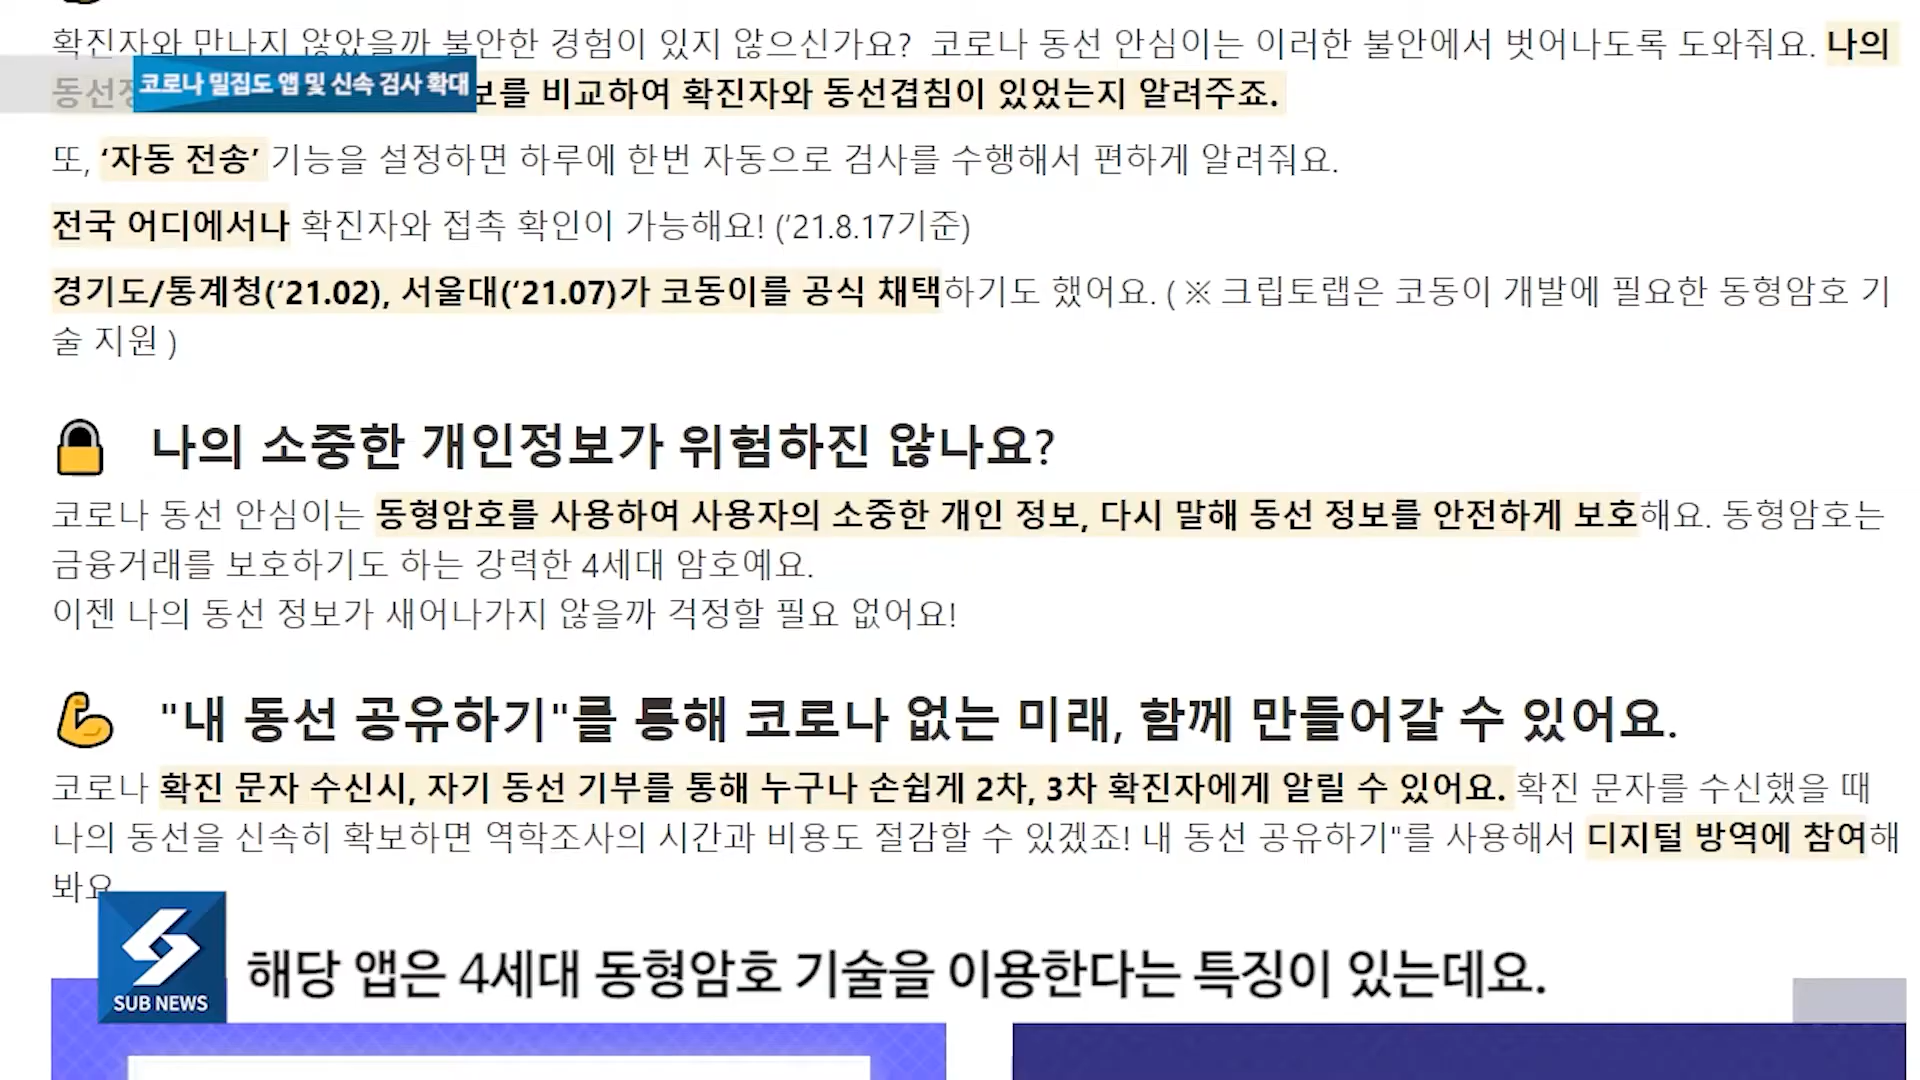 확진자와 만나지 않았을까 불안한 경험이 있지 않으신가요? 코로나 동선 안심이는 이러한 불안에서 벗어나도록 도와줘요. 나의
동선정
코로나 밀집도 앱 및 신속 검사 확대
보를 비교하여 확진자와 동선겹침이 있었는지 알려주죠.
또, ‘자동 전송’ 기능을 설정하면 하루에 한번 자동으로 검사를 수행해서 편하게 알려줘요.
전국 어디에서나 확진자와 접촉 확인이 가능해요! (‘21.8.17기준)
경기도/통계청(‘21.02), 서울대(‘21.07)가 코동이를 공식 채택하기도 했어요. ( ※ 크립토랩은 코동이 개발에 필요한 동형암호 기
술 지원 )
나의 소중한 개인정보가 위험하진 않나요?
코로나 동선 안심이는 동형암호를 사용하여 사용자의 소중한 개인 정보, 다시 말해 동선 정보를 안전하게 보호해요. 동형암호는
금융거래를 보호하기도 하는 강력한 4세대 암호예요.
이젠 나의 동선 정보가 새어나가지 않을까 걱정할 필요 없어요!
"내 동선 공유하기"를 통해 코로나 없는 미래, 함께 만들어갈 수 있어요.
코로나 확진 문자 수신시, 자기 동선 기부를 통해 누구나 손쉽게 2차, 3차 확진자에게 알릴 수 있어요. 확진 문자를 수신했을 때
나의 동선을 신속히 확보하면 역학조사의 시간과 비용도 절감할 수 있겠죠! 내 동선 공유하기"를 사용해서 디지털 방역에 참여해
봐요
SUB NEWS
해당 앱은 4세대 동형암호 기술을 이용한다는 특징이 있는데요.